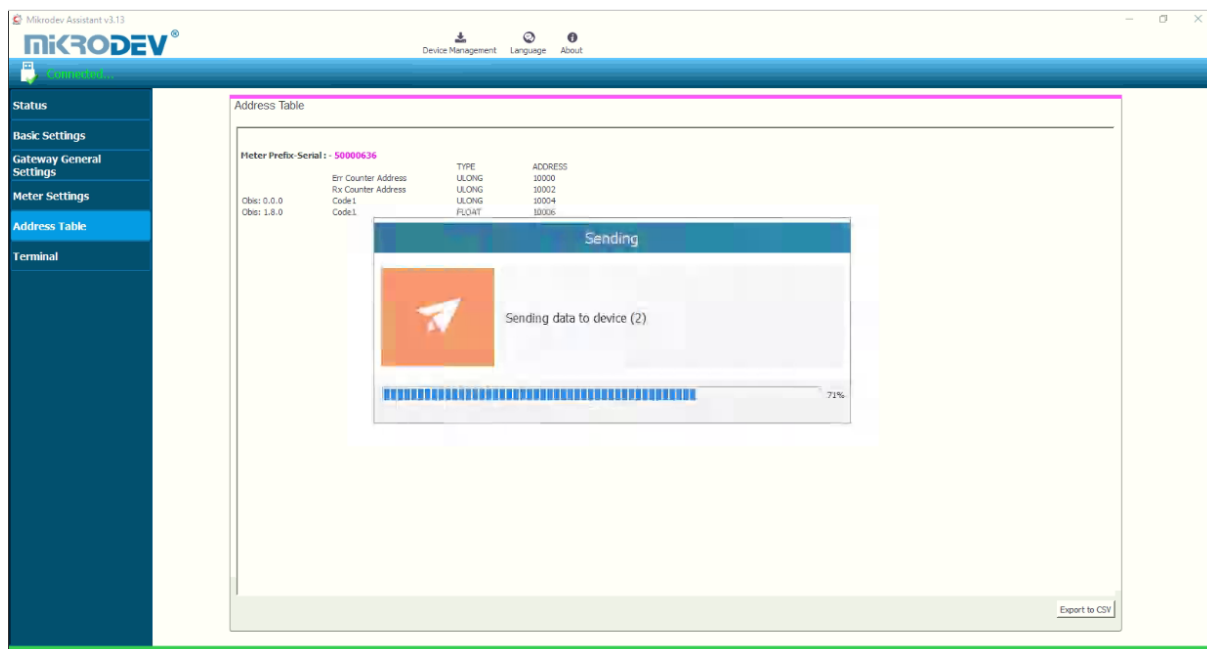 Mikrodev Assistant v3.13
MiKRODEV®
Device Management Language About
Connected...
Status
Basic Settings
Gateway General
Settings
Meter Settings
Address Table
Terminal
Address Table
Meter Prefix-Serial : - 50000636
TYPE ADDRESS
Err Counter Address ULONG 10000
Rx Counter Address ULONG 10002
Obis: 0.0.0 Code1 ULONG 10004
Obis: 1.8.0 Code1 FLOAT 10006
Sending
Sending data to device (2)
71%
Export to CSV